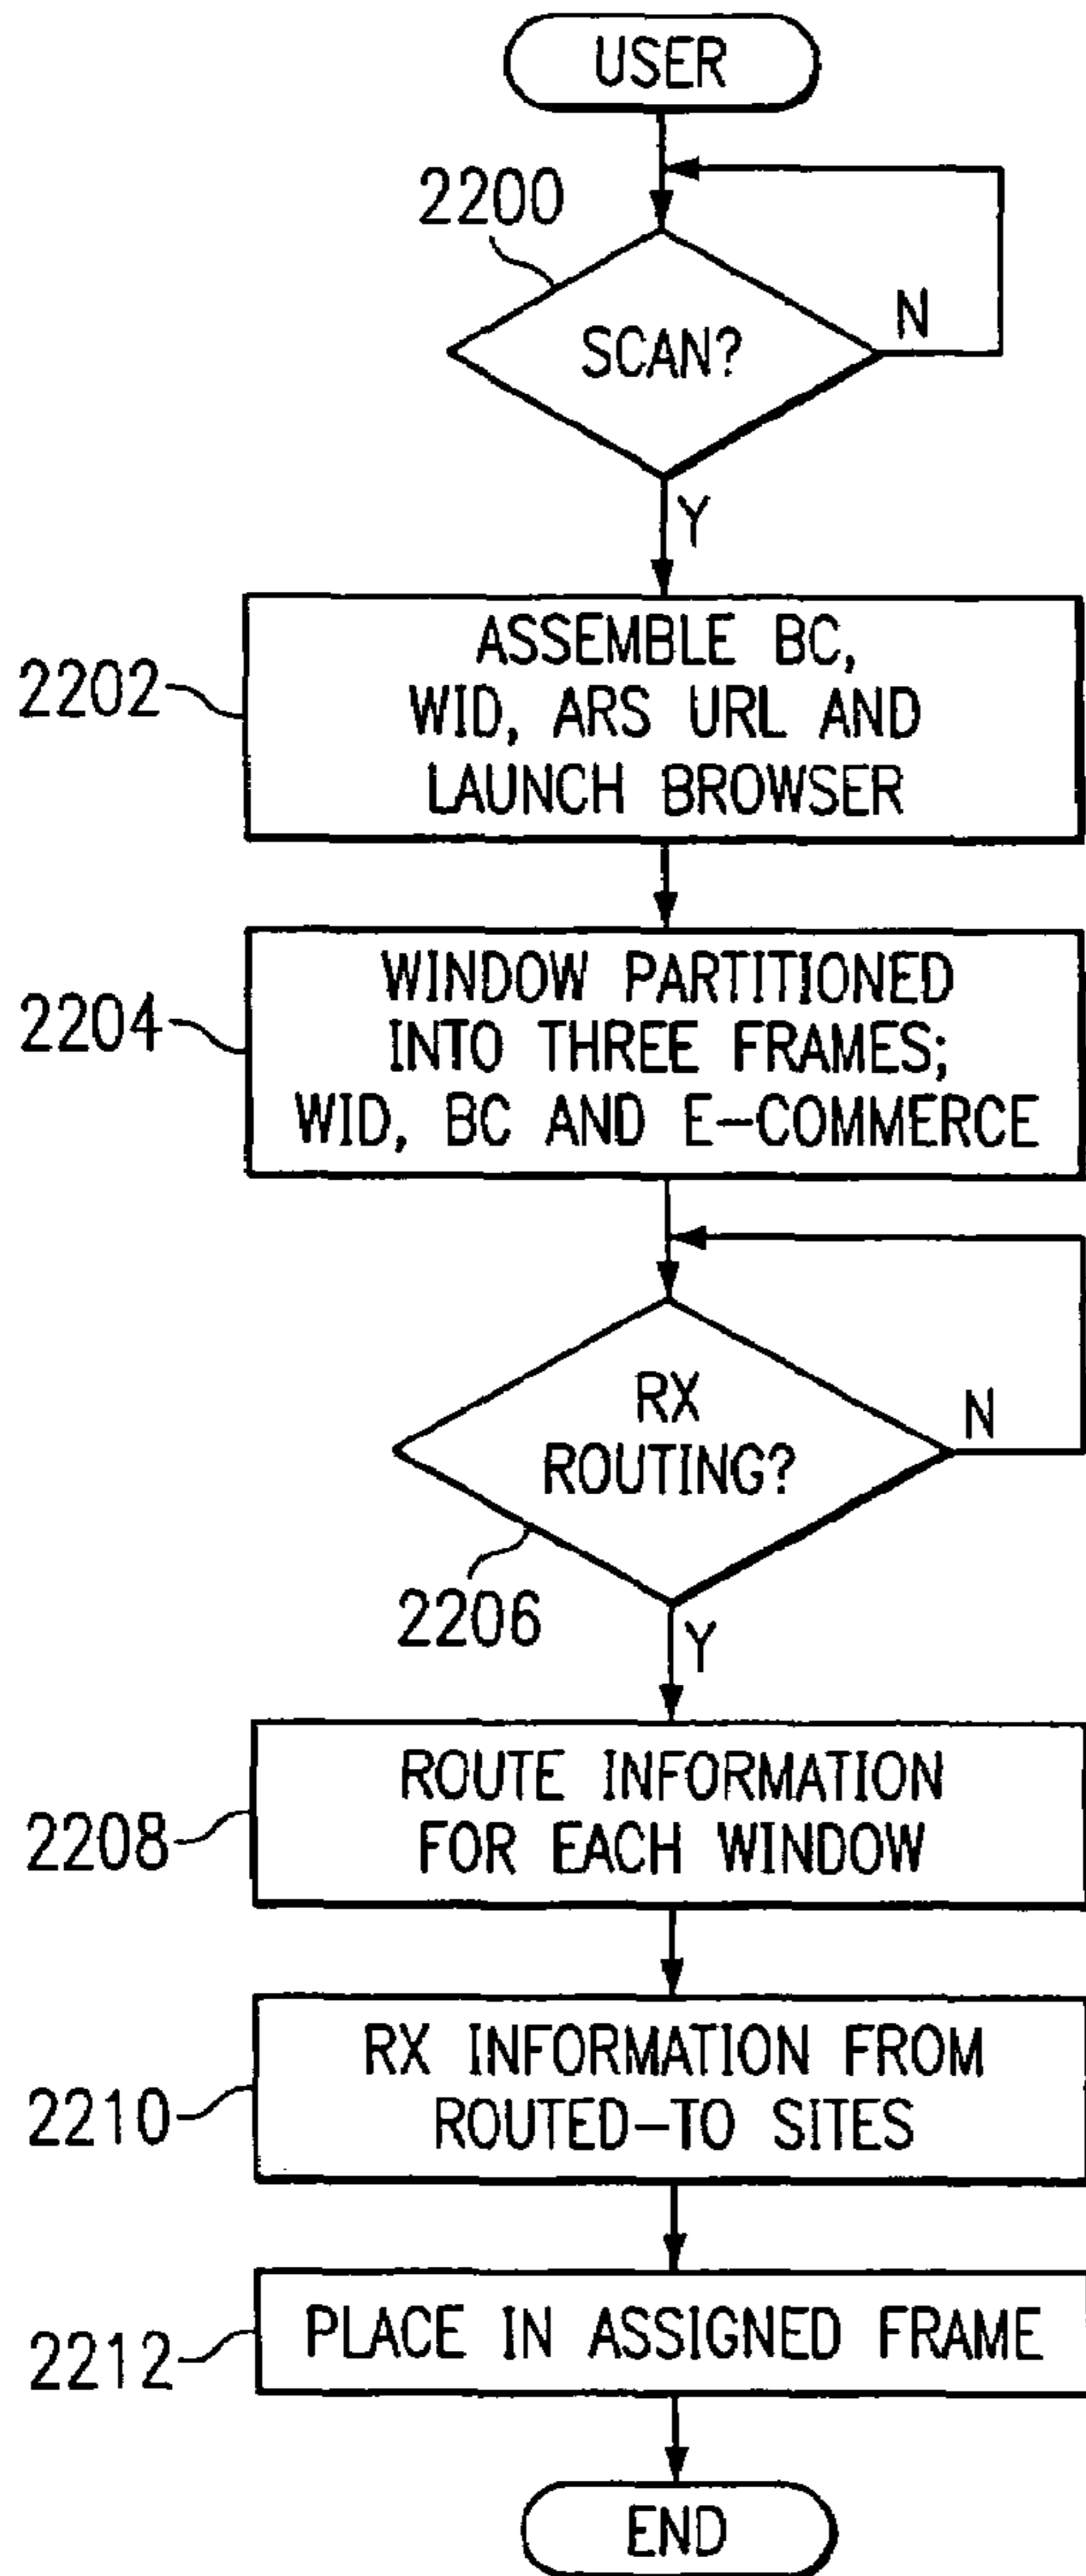 USER
2200
SCAN?
N
Y
2202
ASSEMBLE BC,
WID, ARS URL AND
LAUNCH BROWSER
2204
WINDOW PARTITIONED
INTO THREE FRAMES;
WID, BC AND E-COMMERCE
RX
ROUTING?
N
2206
Y
2208
ROUTE INFORMATION
FOR EACH WINDOW
2210
RX INFORMATION FROM
ROUTED-TO SITES
2212
PLACE IN ASSIGNED FRAME
END